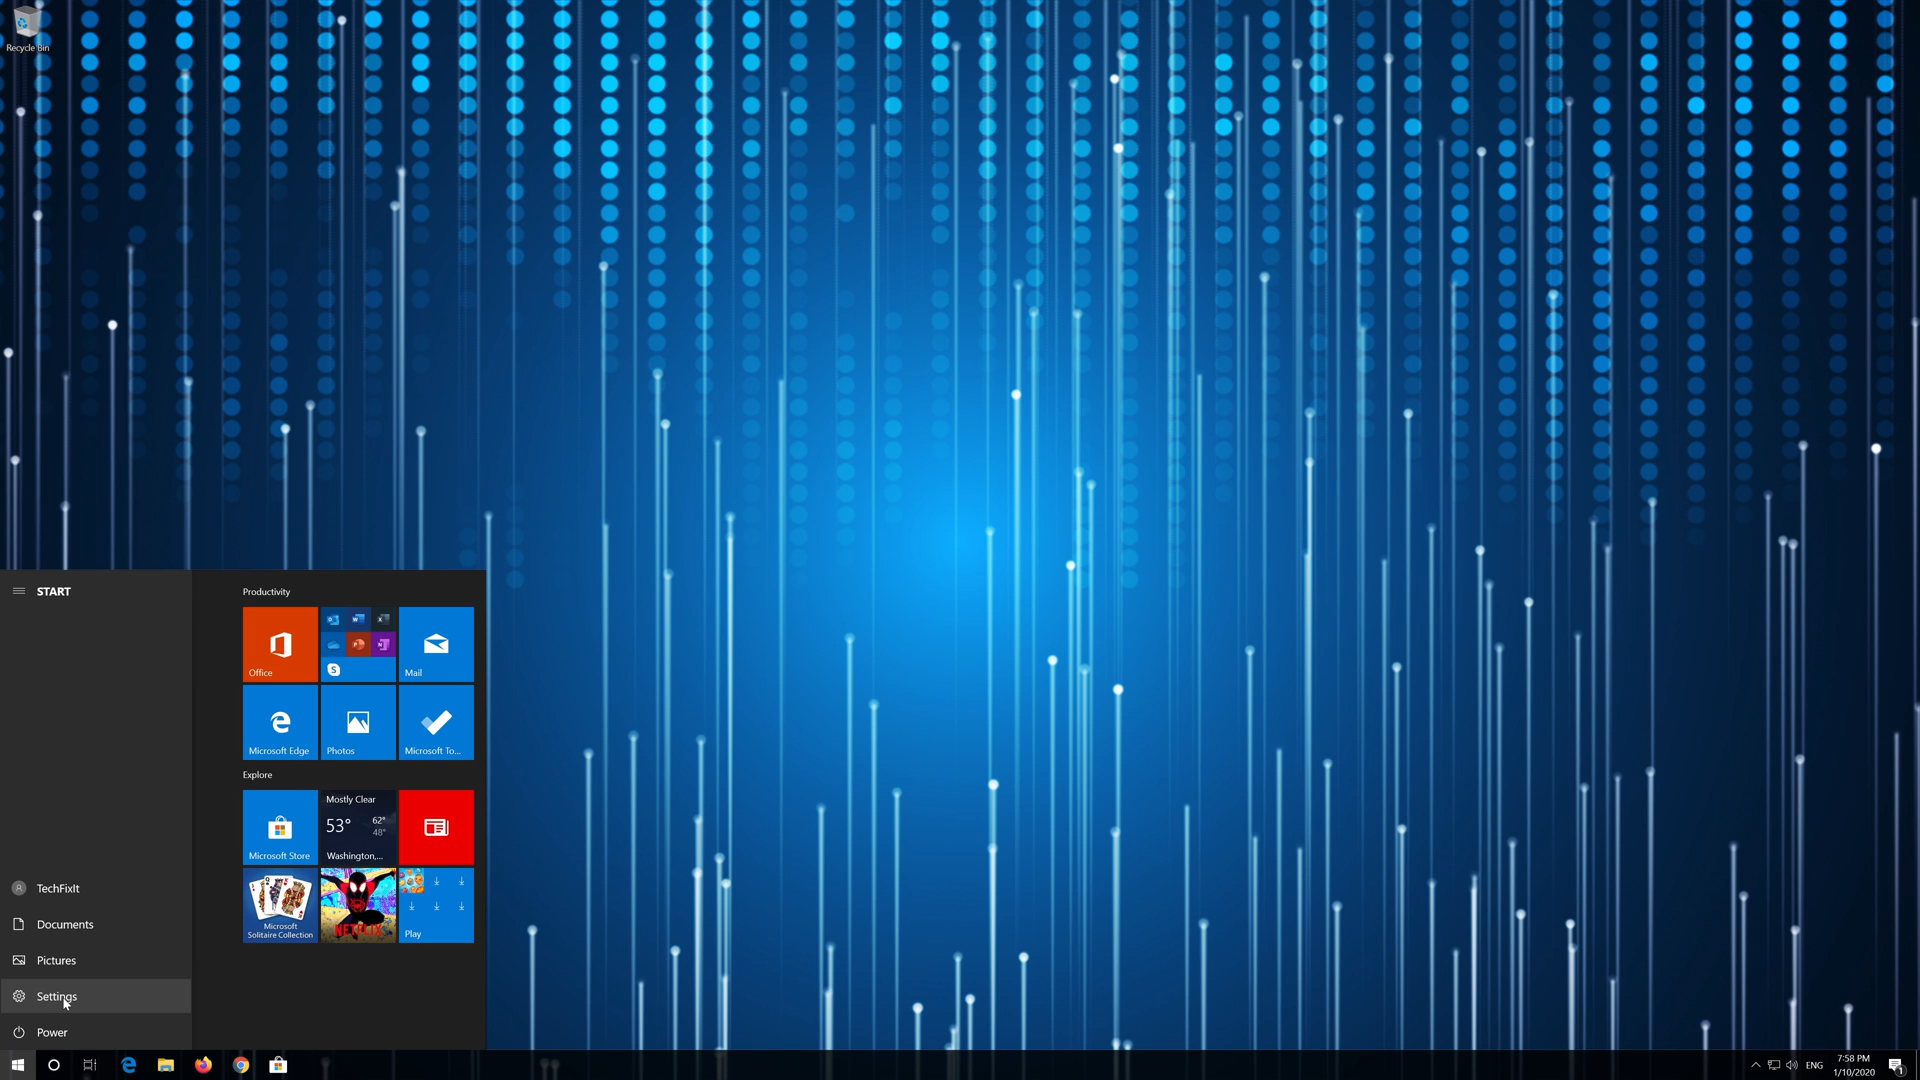 Recycle Bin
START
TechFixIt
Documents
Pictures
Settings
Power
Productivity
Office
Mail
Microsoft Edge
Photos
Microsoft To...
Explore
Microsoft Store
Mostly Clear
53°
62°
48°
Washington,...
Microsoft
Solitaire Collection
NETFLIX
Play
ENG
7:58 PM
1/10/2020
1